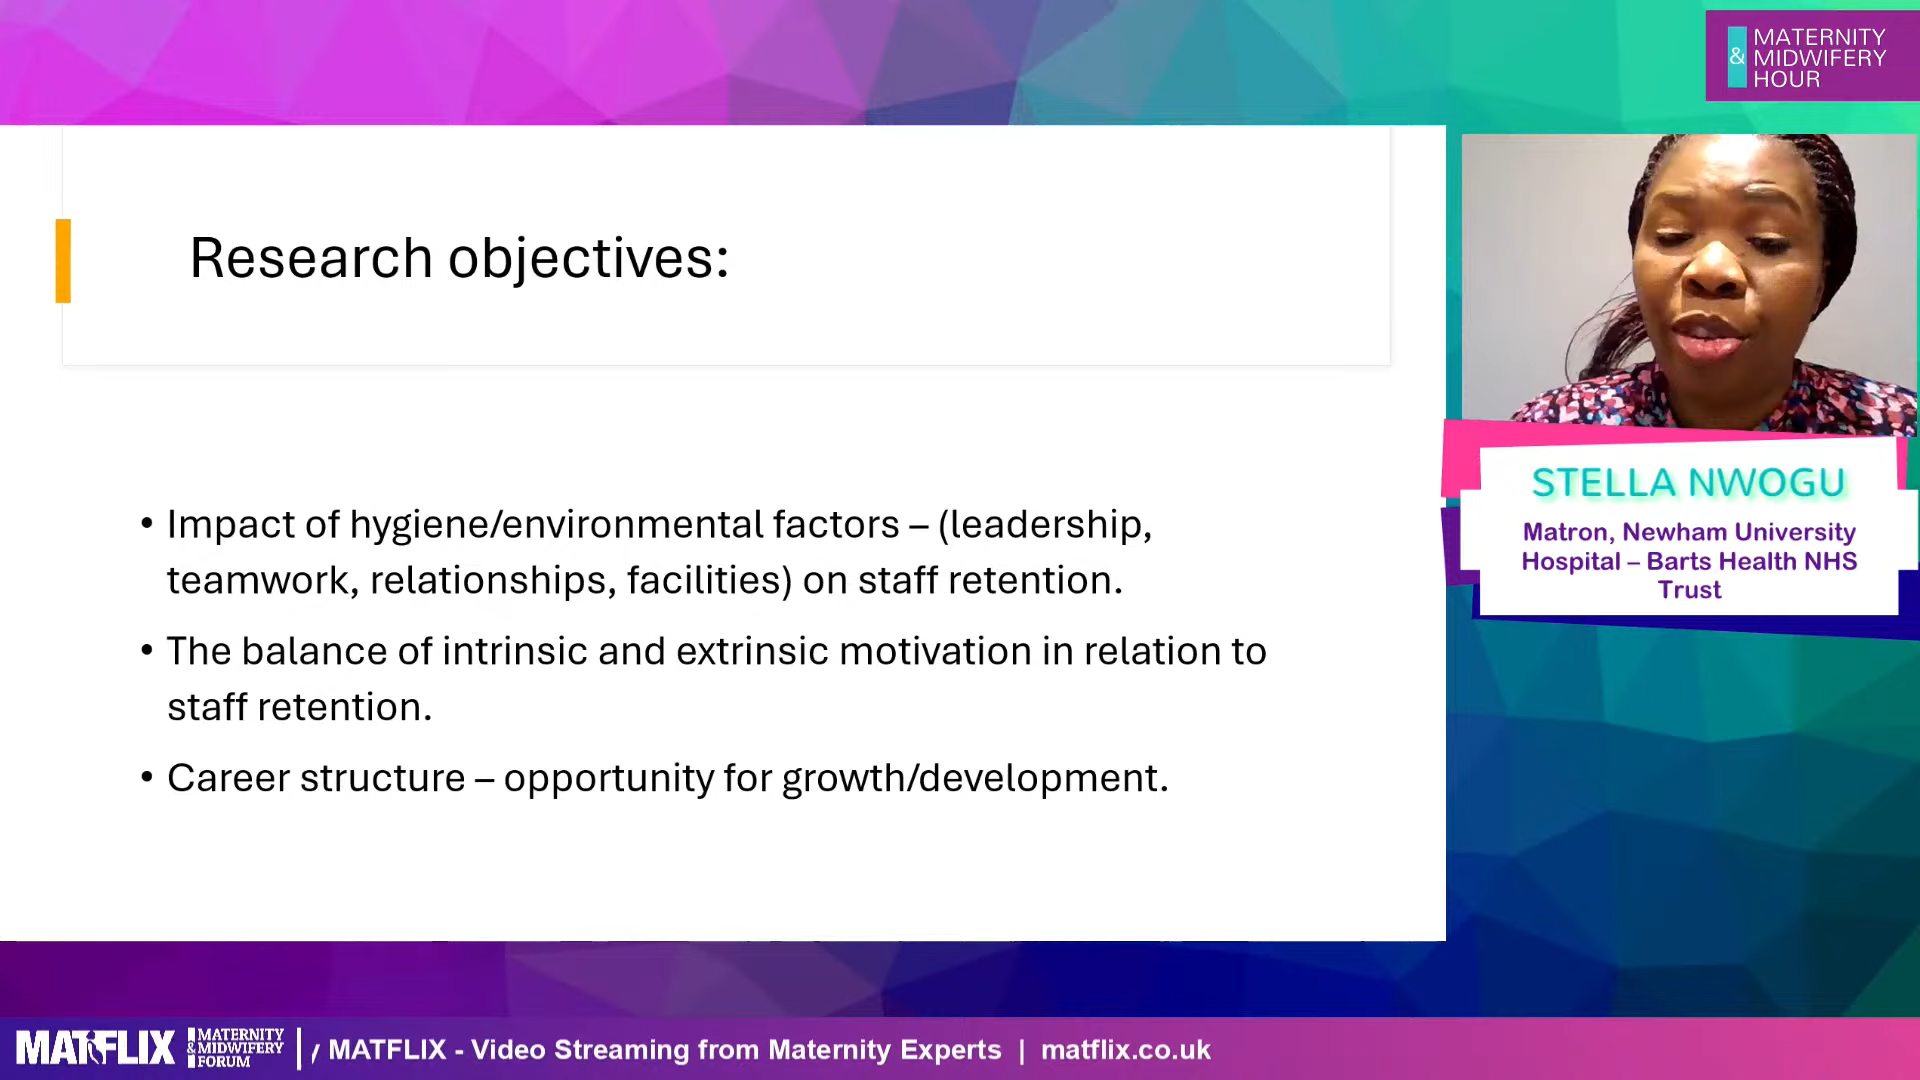 MATERNITY
& MIDWIFERY
HOUR
Research objectives:
• Impact of hygiene/environmental factors – (leadership,
teamwork, relationships, facilities) on staff retention.
• The balance of intrinsic and extrinsic motivation in relation to
staff retention.
• Career structure – opportunity for growth/development.
STELLA NWOGU
Matron, Newham University
Hospital – Barts Health NHS
Trust
MATFLIX
MATERNITY
& MIDWIFERY
FORUM
/ MATFLIX - Video Streaming from Maternity Experts | matflix.co.uk